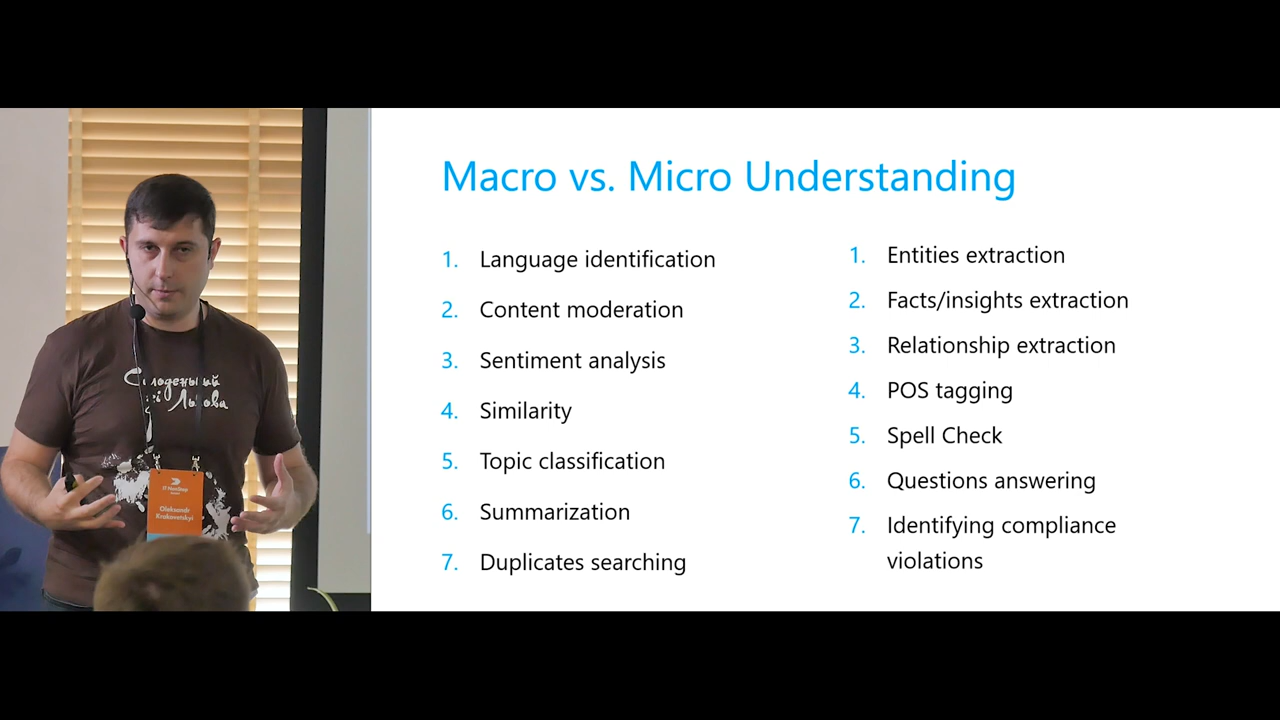 Macro vs. Micro Understanding
1. Language identification
2. Content moderation
3. Sentiment analysis
4. Similarity
5. Topic classification
6. Summarization
7. Duplicates searching
1. Entities extraction
2. Facts/insights extraction
3. Relationship extraction
4. POS tagging
5. Spell Check
6. Questions answering
7. Identifying compliance
violations
Oleksandr
Krakovetskyi